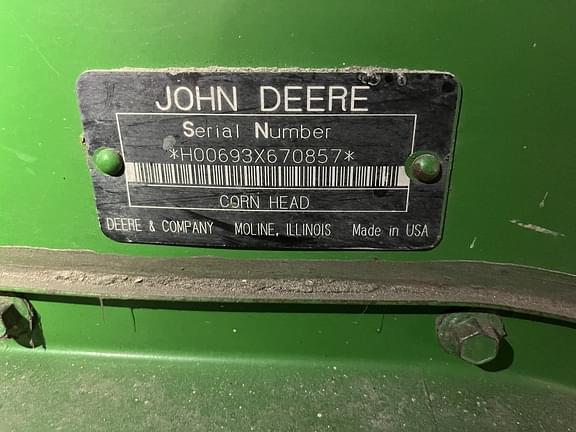 JOHN DEERE
Serial Number
*H00693X670857*
CORN HEAD
DEERE & COMPANY MOLINE, ILLINOIS Made in USA